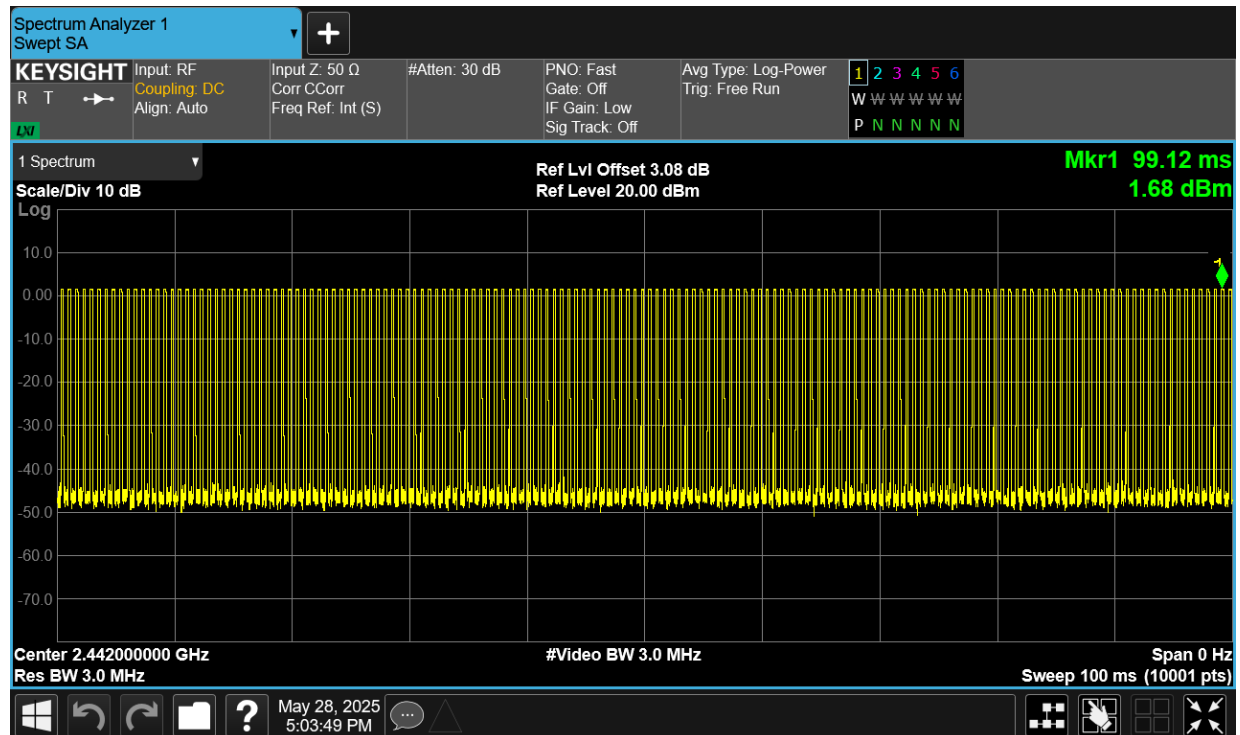 Spectrum Analyzer 1
Swept SA
+
KEYSIGHT
R T
LXI
Input: RF
Coupling: DC
Align: Auto
Input Z: 50 Ω
Corr CCorr
Freq Ref: Int (S)
#Atten: 30 dB
PNO: Fast
Gate: Off
IF Gain: Low
Sig Track: Off
Avg Type: Log-Power
Trig: Free Run
1 2 3 4 5 6
W W W W W W
P N N N N N
1 Spectrum
Scale/Div 10 dB
Log
Ref Lvl Offset 3.08 dB
Ref Level 20.00 dBm
Mkr1 99.12 ms
1.68 dBm
10.0
1
0.00
-10.0
-20.0
-30.0
-40.0
-50.0
-60.0
-70.0
Center 2.442000000 GHz
Res BW 3.0 MHz
#Video BW 3.0 MHz
Span 0 Hz
Sweep 100 ms (10001 pts)
?
May 28, 2025
5:03:49 PM